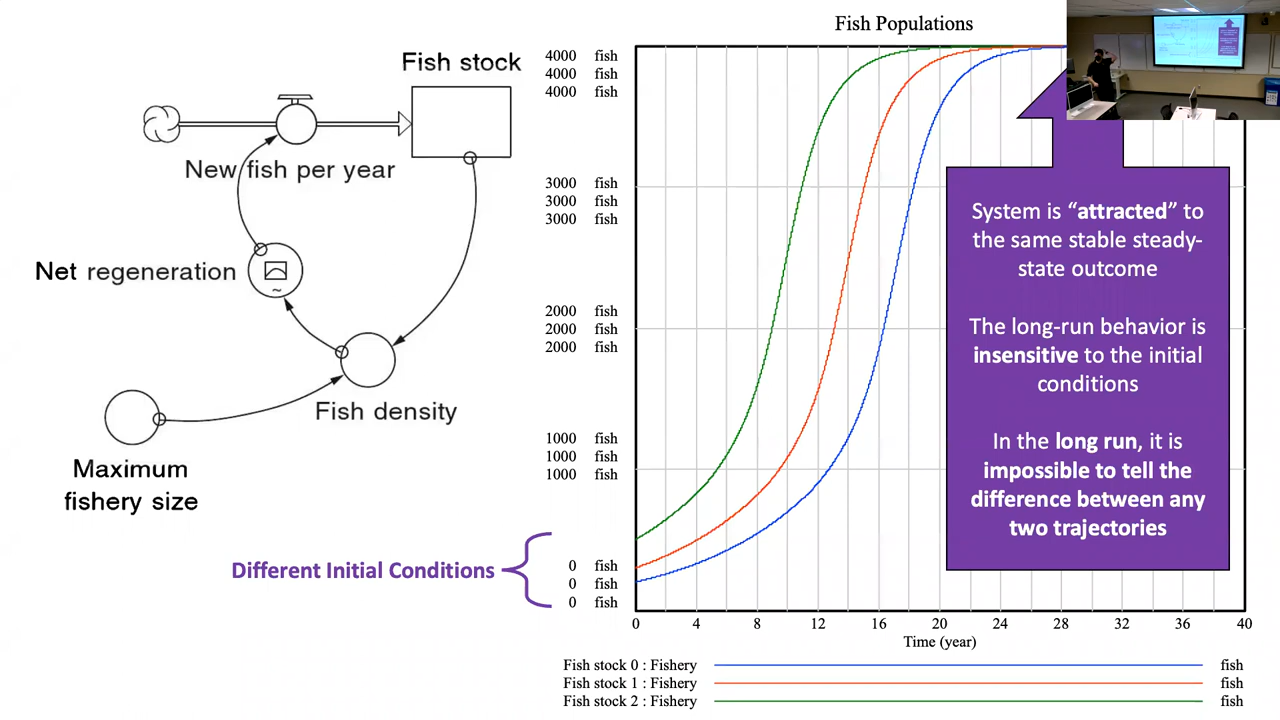 Fish Populations
Fish stock
New fish per year
Net regeneration
~
Fish density
Maximum
fishery size
Different Initial Conditions
4000 fish
4000 fish
4000 fish
3000 fish
3000 fish
3000 fish
2000 fish
2000 fish
2000 fish
1000 fish
1000 fish
1000 fish
0 fish
0 fish
0 fish
0 4 8 12 16 20 24 28 32 36 40
Time (year)
System is “attracted” to
the same stable steady-
state outcome
The long-run behavior is
insensitive to the initial
conditions
In the long run, it is
impossible to tell the
difference between any
two trajectories
Fish stock 0 : Fishery fish
Fish stock 1 : Fishery fish
Fish stock 2 : Fishery fish